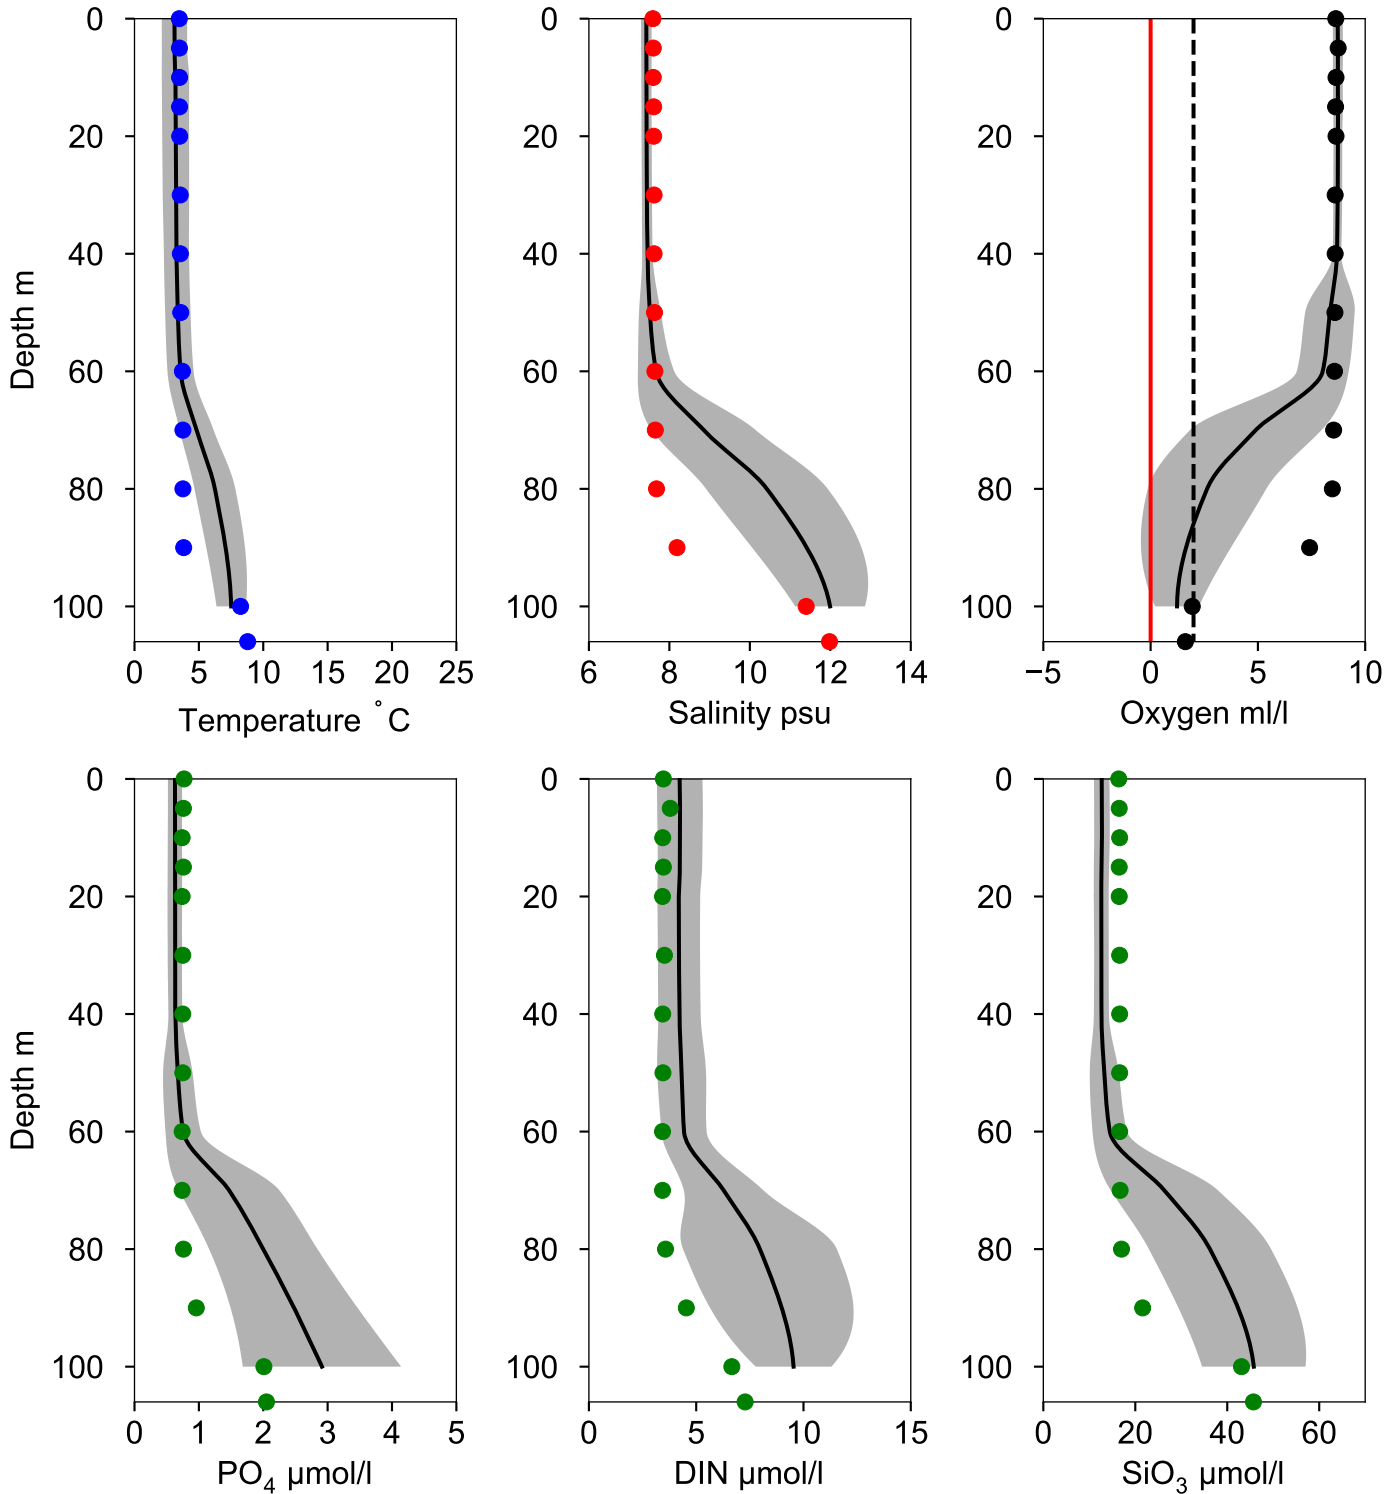 0 20 40 60 80 100
Depth m
0 5 10 15 20 25
Temperature °C
0 20 40 60 80 100
6 8 10 12 14
Salinity psu
0 20 40 60 80 100
−5 0 5 10
Oxygen ml/l
0 20 40 60 80 100
Depth m
0 1 2 3 4 5
PO4 µmol/l
0 20 40 60 80 100
0 5 10 15
DIN µmol/l
0 20 40 60 80 100
0 20 40 60
SiO3 µmol/l